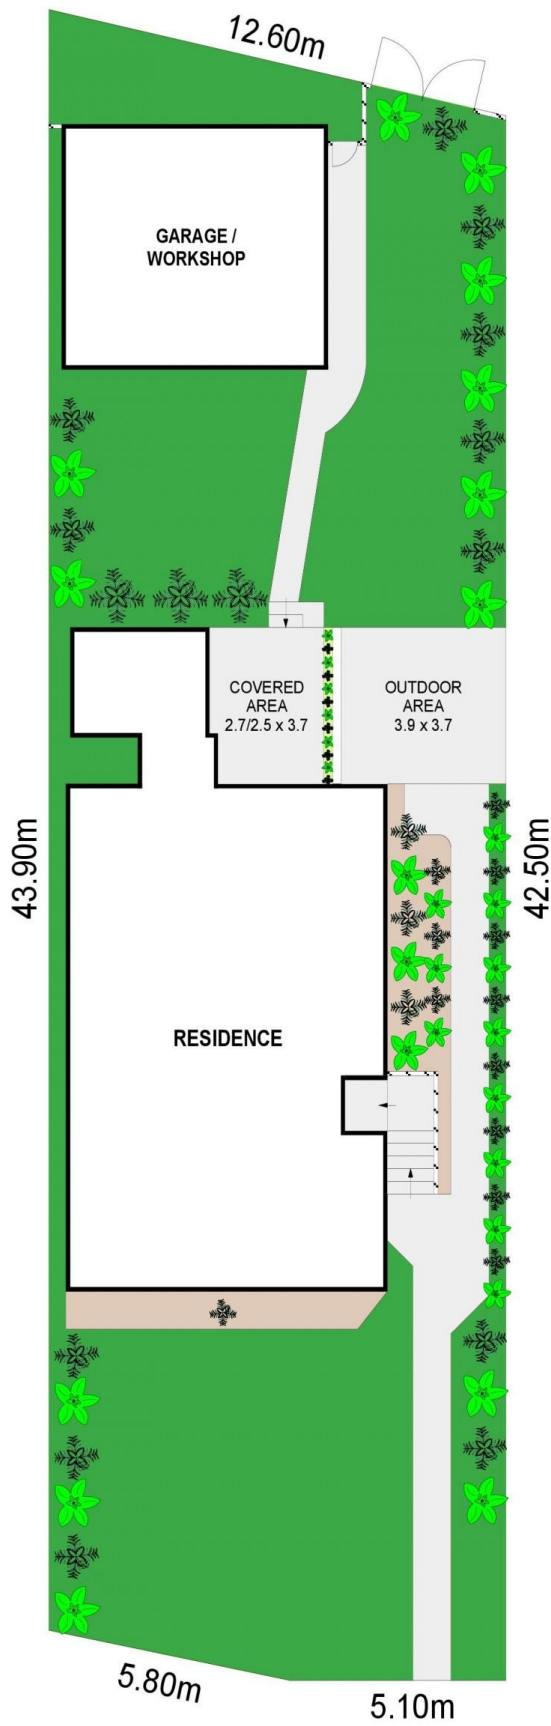 12.60m
GARAGE /
WORKSHOP
COVERED
AREA
2.7/2.5 x 3.7
OUTDOOR
AREA
3.9 x 3.7
43.90m
42.50m
RESIDENCE
5.80m
5.10m